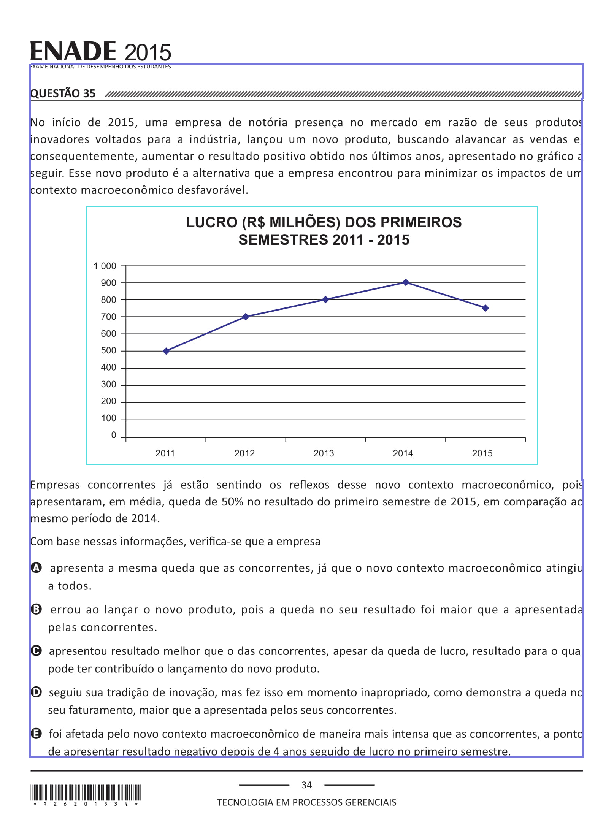 ENADE 2015
EXAME NACIONAL DE DESEMPENHO DOS ESTUDANTES
QUESTÃO 35
No início de 2015, uma empresa de notória presença no mercado em razão de seus produtos
inovadores voltados para a indústria, lançou um novo produto, buscando alavancar as vendas e,
consequentemente, aumentar o resultado positivo obtido nos últimos anos, apresentado no gráfico a
seguir. Esse novo produto é a alternativa que a empresa encontrou para minimizar os impactos de um
contexto macroeconômico desfavorável.
LUCRO (R$ MILHÕES) DOS PRIMEIROS
SEMESTRES 2011 - 2015
1 000
900
800
700
600
500
400
300
200
100
0
2011 2012 2013 2014 2015
Empresas concorrentes já estão sentindo os reflexos desse novo contexto macroeconômico, pois
apresentaram, em média, queda de 50% no resultado do primeiro semestre de 2015, em comparação ao
mesmo período de 2014.
Com base nessas informações, verifica-se que a empresa
A apresenta a mesma queda que as concorrentes, já que o novo contexto macroeconômico atingiu
a todos.
B errou ao lançar o novo produto, pois a queda no seu resultado foi maior que a apresentada
pelas concorrentes.
C apresentou resultado melhor que o das concorrentes, apesar da queda de lucro, resultado para o qual
pode ter contribuído o lançamento do novo produto.
D seguiu sua tradição de inovação, mas fez isso em momento inapropriado, como demonstra a queda no
seu faturamento, maior que a apresentada pelos seus concorrentes.
E foi afetada pelo novo contexto macroeconômico de maneira mais intensa que as concorrentes, a ponto
de apresentar resultado negativo depois de 4 anos seguido de lucro no primeiro semestre.
34
TECNOLOGIA EM PROCESSOS GERENCIAIS